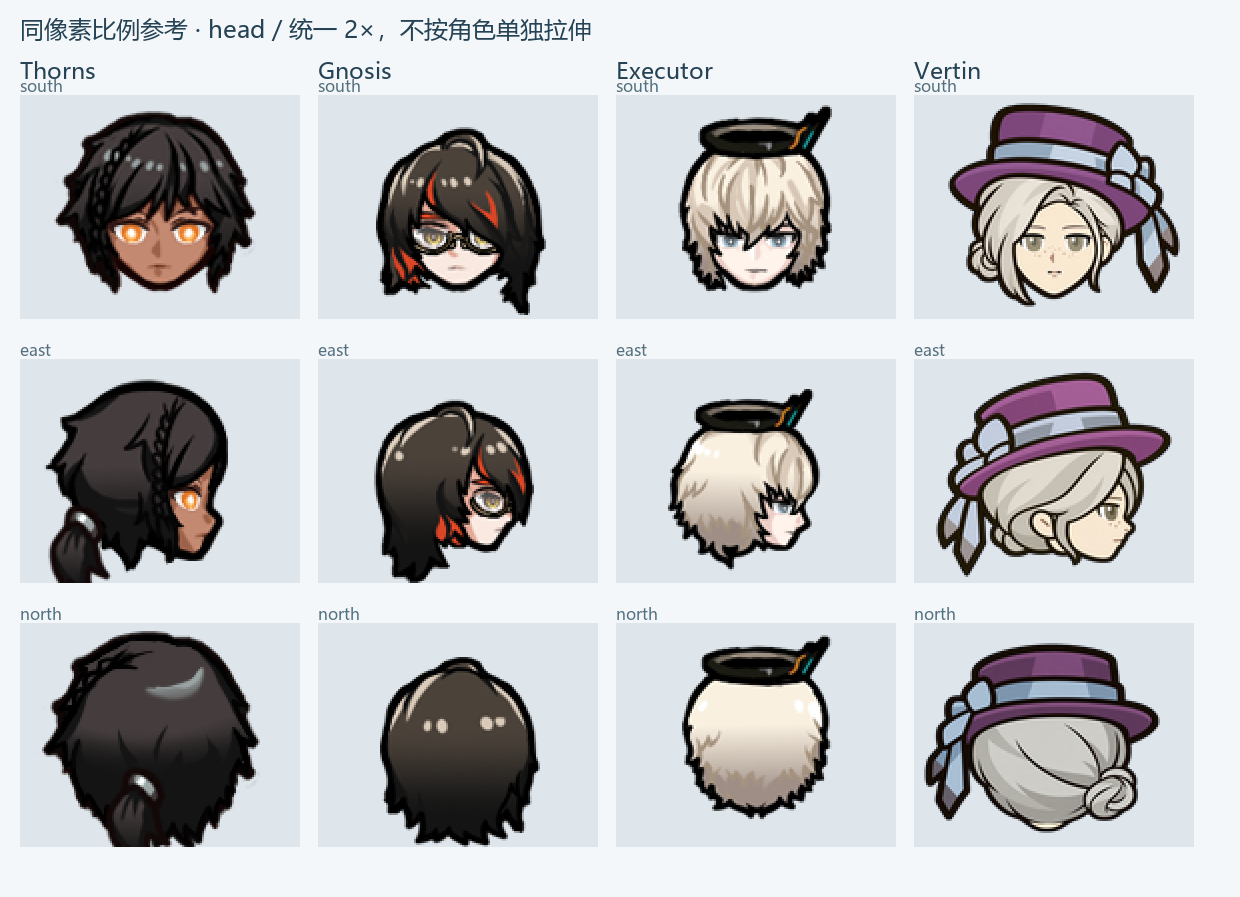 同像素比例参考 · head / 统一 2×，不按角色单独拉伸
Thorns Gnosis Executor Vertin
south south south south
east east east east
north north north north